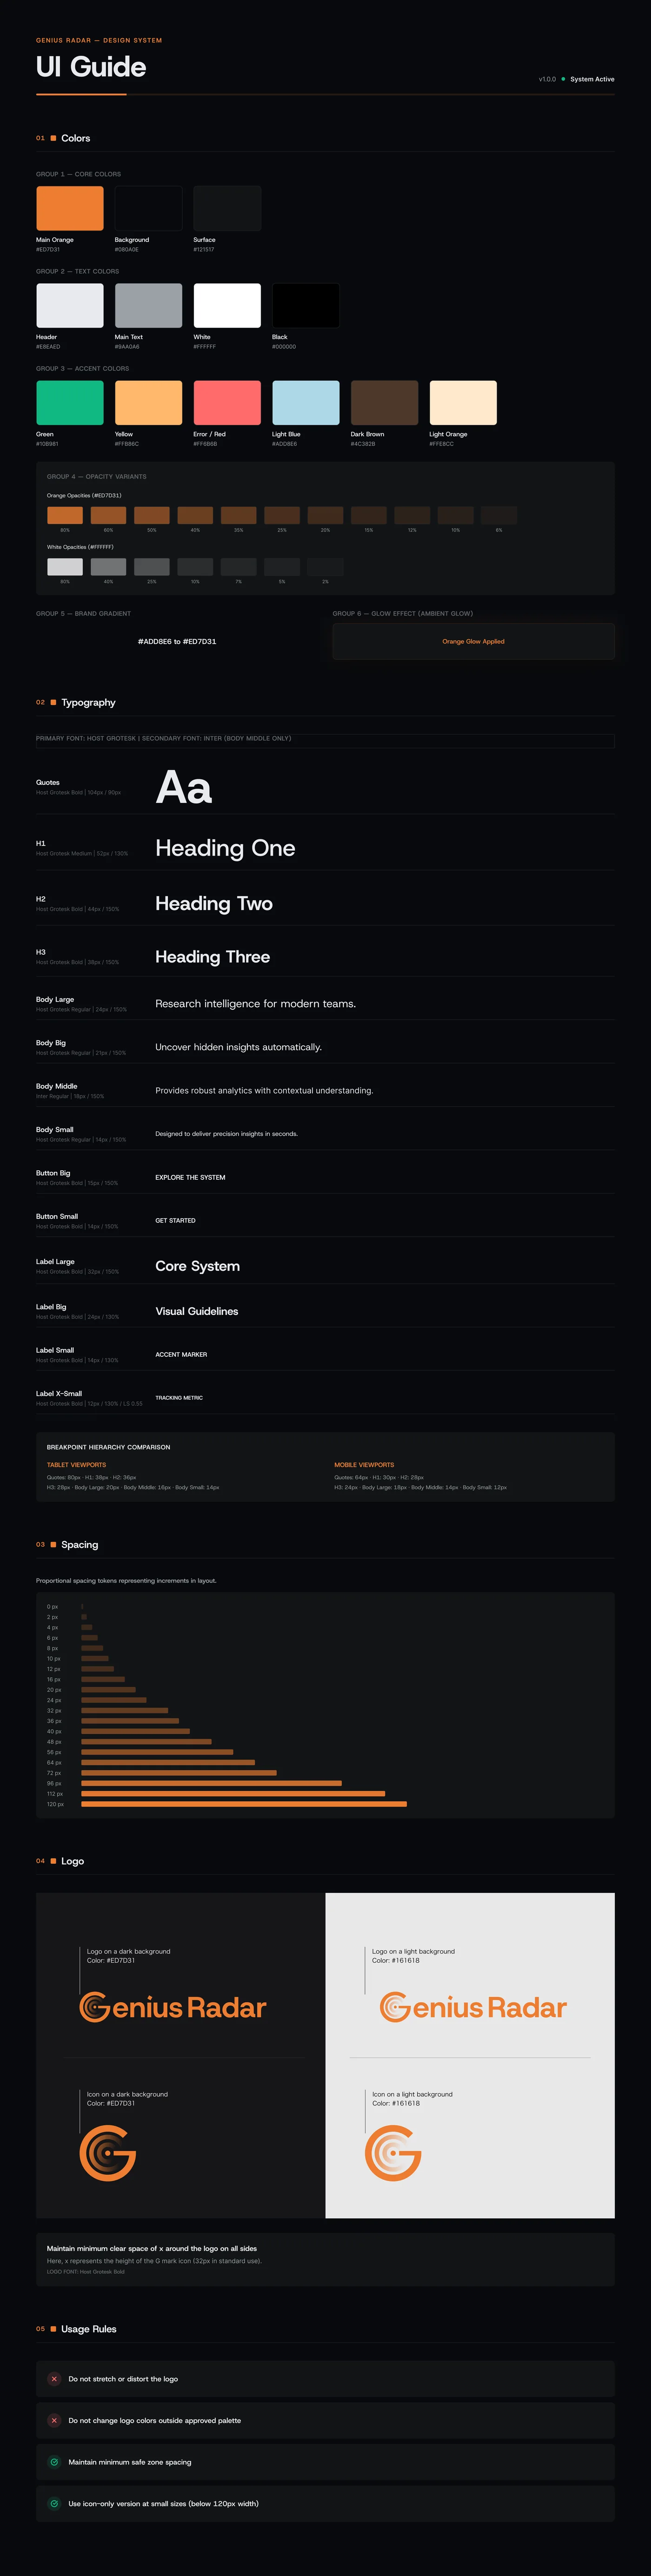 GENIUS RADAR — DESIGN SYSTEM
UI Guide
v1.0.0 System Active
01 Colors
GROUP 1 — CORE COLORS
Main Orange Background Surface
#ED7D31 #080A0E #121517
GROUP 2 — TEXT COLORS
Header Main Text White Black
#E8EAED #9AA0A6 #FFFFFF #000000
GROUP 3 — ACCENT COLORS
Green Yellow Error / Red Light Blue Dark Brown Light Orange
#10B981 #FFB86C #FF6B6B #ADD8E6 #4C382B #FFE8CC
GROUP 4 — OPACITY VARIANTS
Orange Opacities (#ED7D31)
80% 60% 50% 40% 35% 25% 20% 15% 12% 10% 6%
White Opacities (#FFFFFF)
80% 40% 25% 10% 7% 5% 2%
GROUP 5 — BRAND GRADIENT
#ADD8E6 to #ED7D31
GROUP 6 — GLOW EFFECT (AMBIENT GLOW)
Orange Glow Applied
02 Typography
PRIMARY FONT: HOST GROTESK | SECONDARY FONT: INTER (BODY MIDDLE ONLY)
Quotes
Host Grotesk Bold | 104px / 90px
Aa
H1
Host Grotesk Medium | 52px / 130%
Heading One
H2
Host Grotesk Bold | 44px / 150%
Heading Two
H3
Host Grotesk Bold | 38px / 150%
Heading Three
Body Large
Host Grotesk Regular | 24px / 150%
Research intelligence for modern teams.
Body Big
Host Grotesk Regular | 21px / 150%
Uncover hidden insights automatically.
Body Middle
Inter Regular | 18px / 150%
Provides robust analytics with contextual understanding.
Body Small
Host Grotesk Regular | 14px / 150%
Designed to deliver precision insights in seconds.
Button Big
Host Grotesk Bold | 15px / 150%
EXPLORE THE SYSTEM
Button Small
Host Grotesk Bold | 14px / 150%
GET STARTED
Label Large
Host Grotesk Bold | 32px / 150%
Core System
Label Big
Host Grotesk Bold | 24px / 130%
Visual Guidelines
Label Small
Host Grotesk Bold | 14px / 130%
ACCENT MARKER
Label X-Small
Host Grotesk Bold | 12px / 130% / LS 0.55
TRACKING METRIC
BREAKPOINT HIERARCHY COMPARISON
TABLET VIEWPORTS
Quotes: 80px · H1: 38px · H2: 36px
H3: 28px · Body Large: 20px · Body Middle: 16px · Body Small: 14px
MOBILE VIEWPORTS
Quotes: 64px · H1: 30px · H2: 28px
H3: 24px · Body Large: 18px · Body Middle: 14px · Body Small: 12px
03 Spacing
Proportional spacing tokens representing increments in layout.
0 px
2 px
4 px
6 px
8 px
10 px
12 px
16 px
20 px
24 px
32 px
36 px
40 px
48 px
56 px
64 px
72 px
96 px
112 px
120 px
04 Logo
Logo on a dark background
Color: #ED7D31
Genius Radar
Icon on a dark background
Color: #ED7D31
Logo on a light background
Color: #161618
Genius Radar
Icon on a light background
Color: #161618
Maintain minimum clear space of x around the logo on all sides
Here, x represents the height of the G mark icon (32px in standard use).
LOGO FONT: Host Grotesk Bold
05 Usage Rules
Do not stretch or distort the logo
Do not change logo colors outside approved palette
Maintain minimum safe zone spacing
Use icon-only version at small sizes (below 120px width)